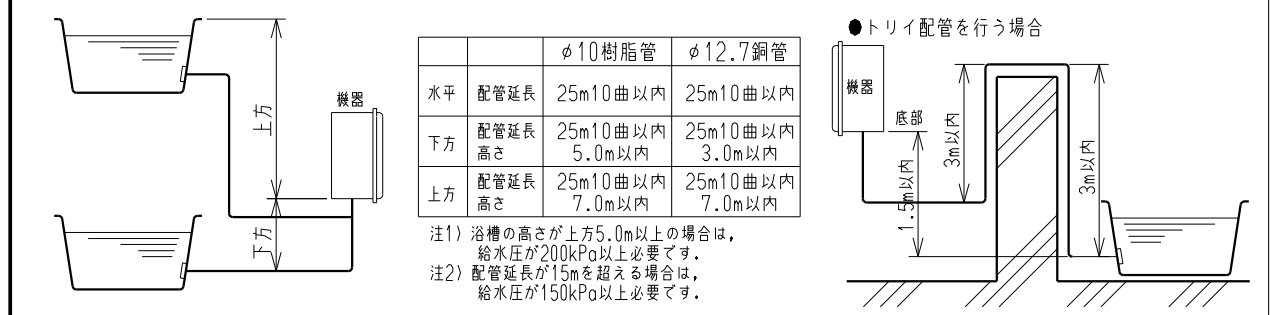 機器
上方
下方
φ10樹脂管 φ12.7銅管
水平 配管延長 25m10曲以内 25m10曲以内
下方 配管延長 25m10曲以内 25m10曲以内
高さ 5.0m以内 3.0m以内
上方 配管延長 25m10曲以内 25m10曲以内
高さ 7.0m以内 7.0m以内
注1) 浴槽の高さが上方5.0m以上の場合は,
給水圧が200kPa以上必要です.
注2) 配管延長が15mを超える場合は,
給水圧が150kPa以上必要です.
●トリイ配管を行う場合
機器
底部
1.5m以内
3m以内
3m以内